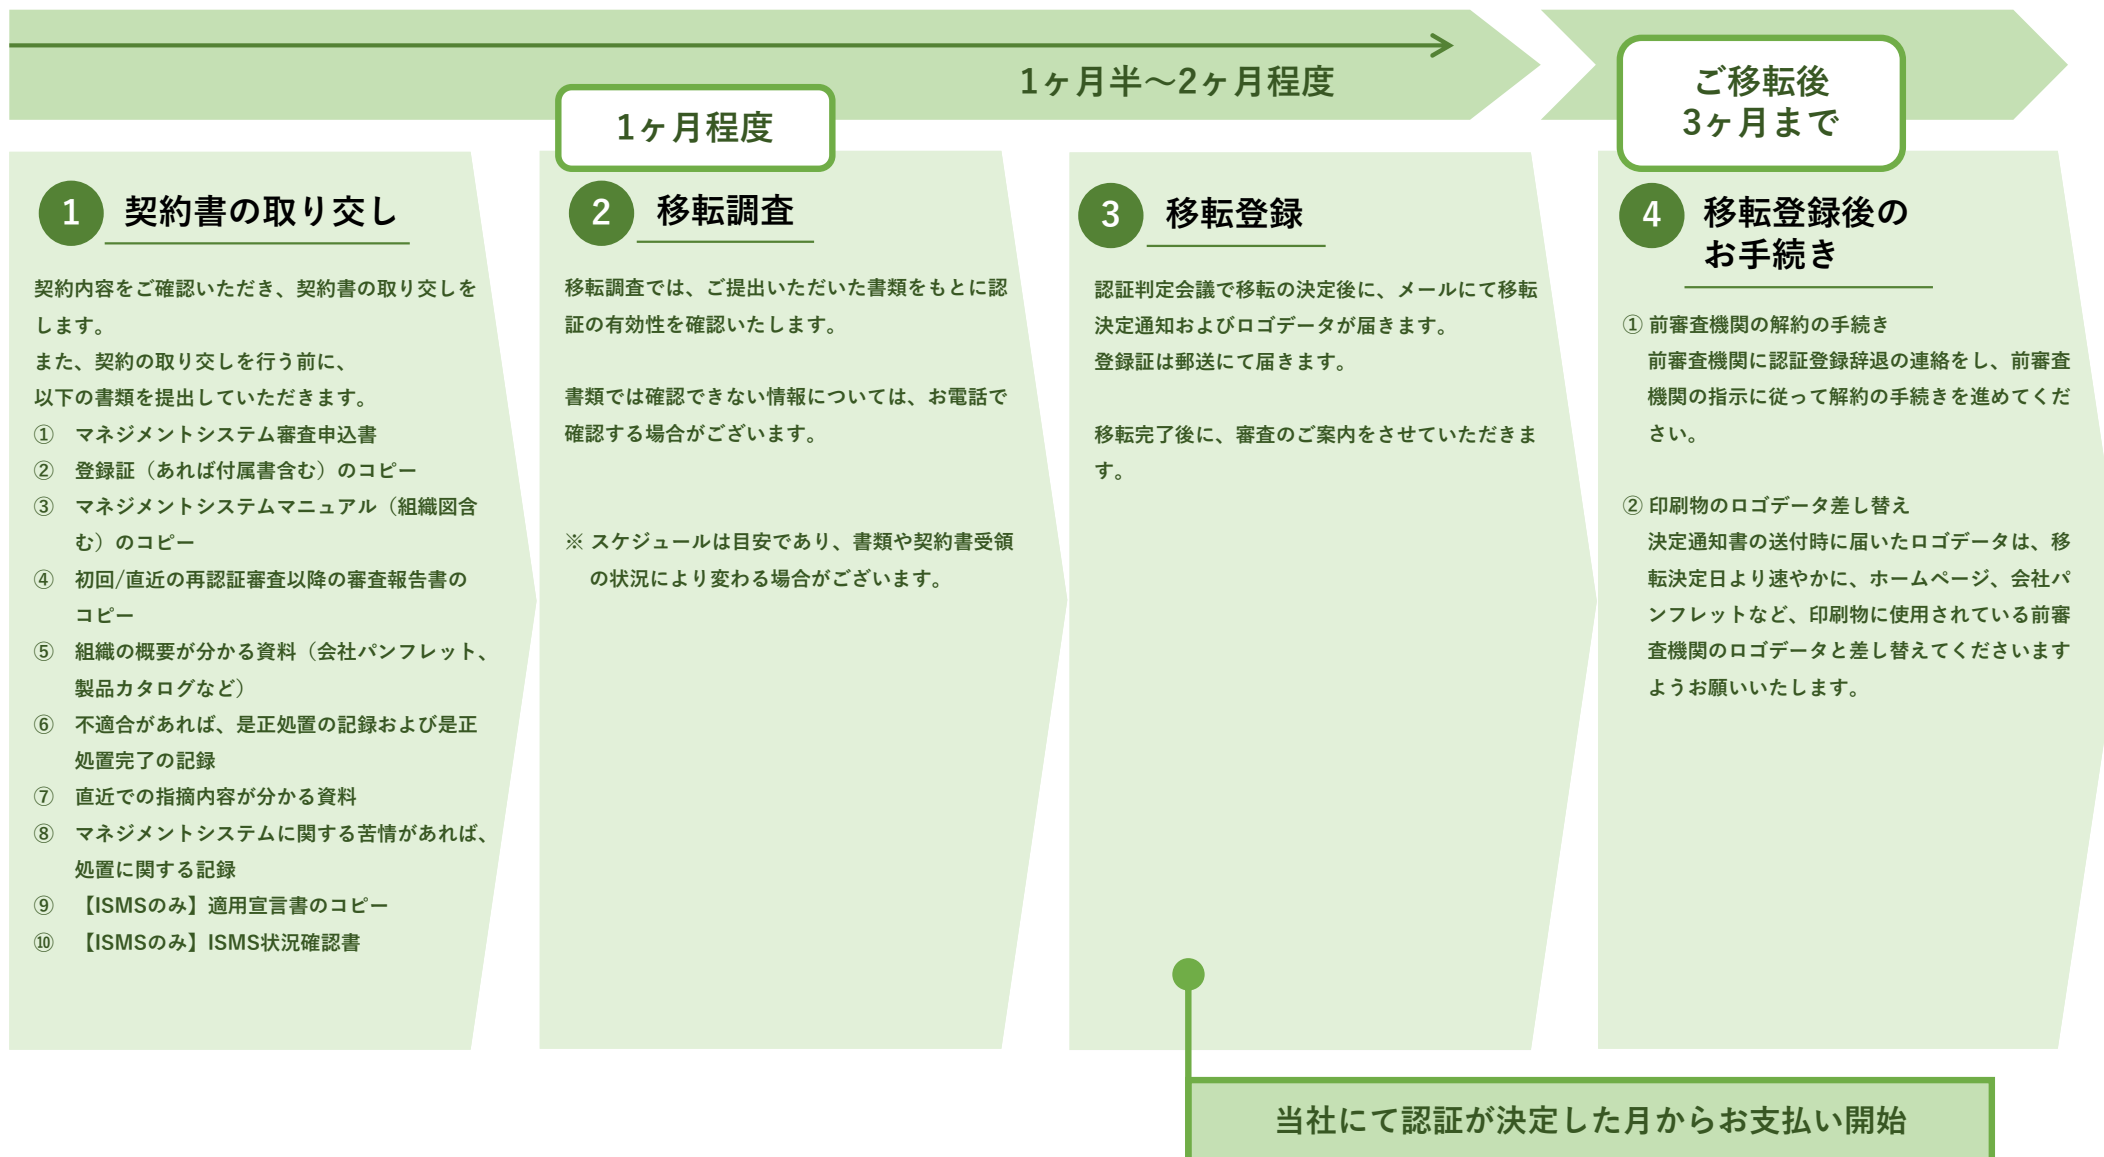 1ヶ月半～2ヶ月程度
1ヶ月程度
ご移転後
3ヶ月まで
1 契約書の取り交し
契約内容をご確認いただき、契約書の取り交しを
します。
また、契約の取り交しを行う前に、
以下の書類を提出していただきます。
① マネジメントシステム審査申込書
② 登録証（あれば付属書含む）のコピー
③ マネジメントシステムマニュアル（組織図含
む）のコピー
④ 初回/直近の再認証審査以降の審査報告書の
コピー
⑤ 組織の概要が分かる資料（会社パンフレット、
製品カタログなど）
⑥ 不適合があれば、是正処置の記録および是正
処置完了の記録
⑦ 直近での指摘内容が分かる資料
⑧ マネジメントシステムに関する苦情があれば、
処置に関する記録
⑨ 【ISMSのみ】適用宣言書のコピー
⑩ 【ISMSのみ】ISMS状況確認書
2 移転調査
移転調査では、ご提出いただいた書類をもとに認
証の有効性を確認いたします。
書類では確認できない情報については、お電話で
確認する場合がございます。
※ スケジュールは目安であり、書類や契約書受領
の状況により変わる場合がございます。
3 移転登録
認証判定会議で移転の決定後に、メールにて移転
決定通知およびロゴデータが届きます。
登録証は郵送にて届きます。
移転完了後に、審査のご案内をさせていただきま
す。
4 移転登録後の
お手続き
① 前審査機関の解約の手続き
前審査機関に認証登録辞退の連絡をし、前審査
機関の指示に従って解約の手続きを進めてくだ
さい。
② 印刷物のロゴデータ差し替え
決定通知書の送付時に届いたロゴデータは、移
転決定日より速やかに、ホームページ、会社パ
ンフレットなど、印刷物に使用されている前審
査機関のロゴデータと差し替えてくださいます
ようお願いいたします。
当社にて認証が決定した月からお支払い開始